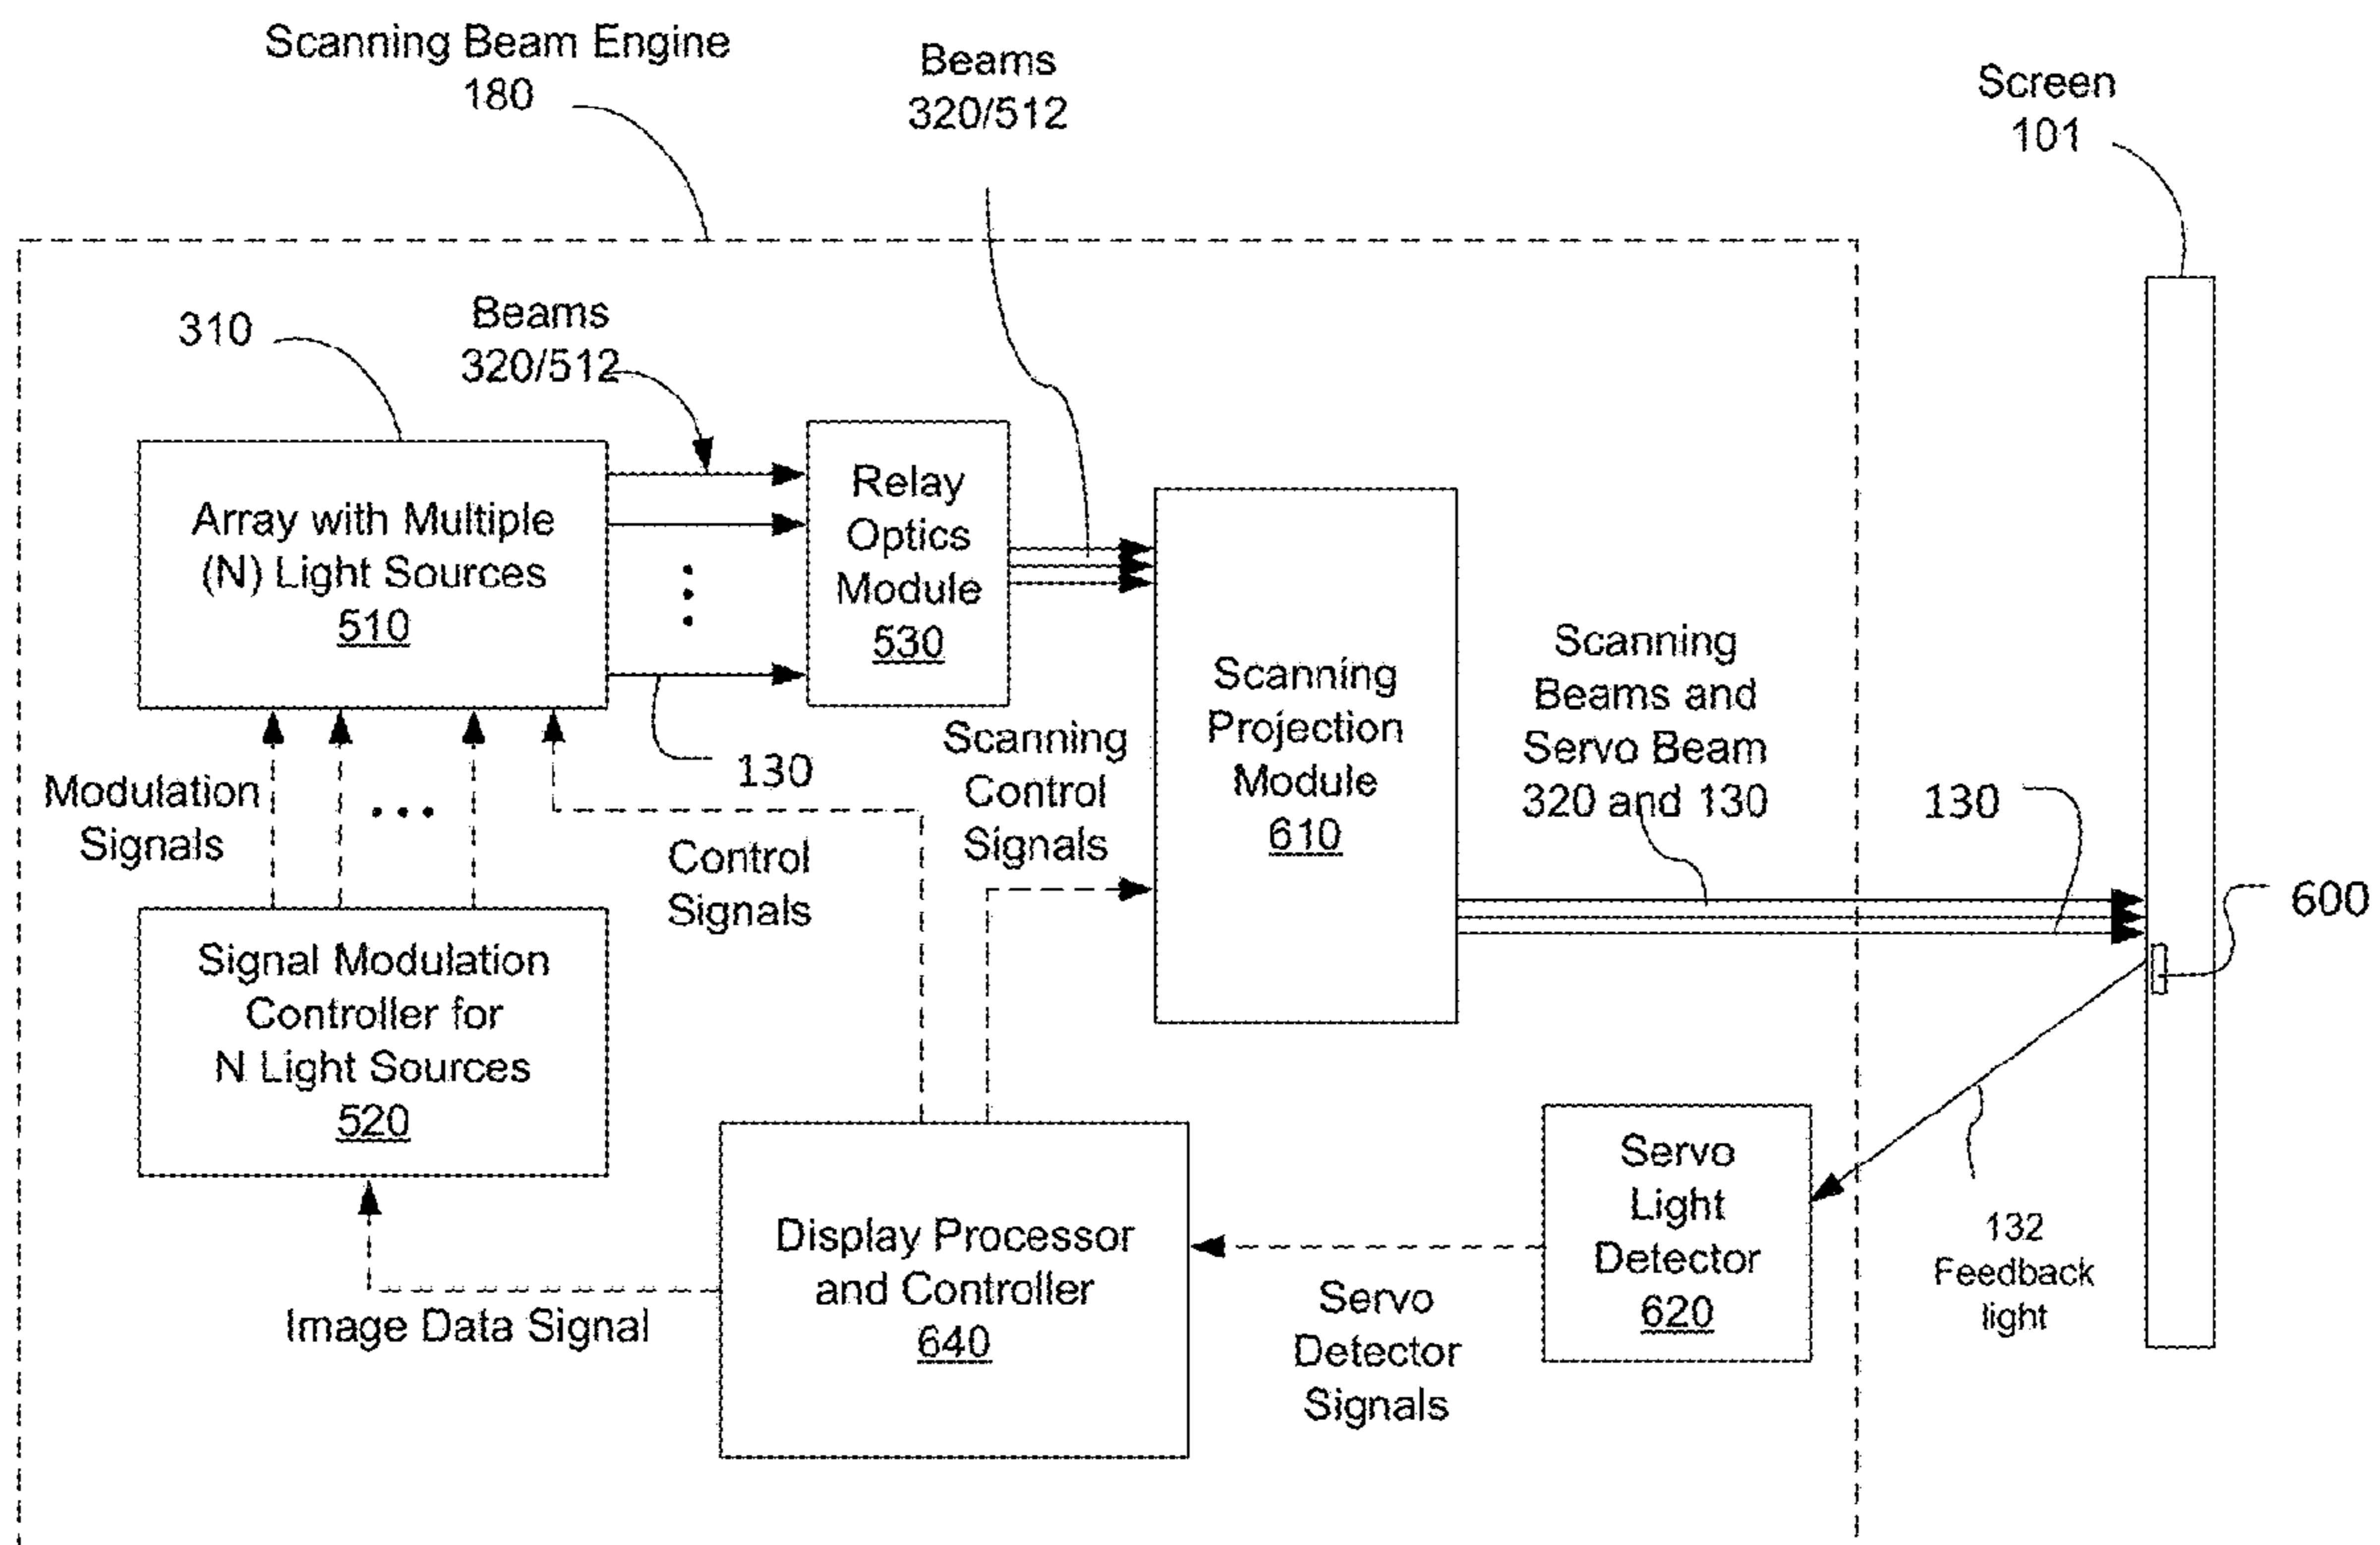 Scanning Beam Engine
180
Beams
320/512
Screen
101
310
Beams
320/512
Array with Multiple
(N) Light Sources
510
Relay
Optics
Module
530
130
Scanning
Projection
Module
610
Scanning
Beams and
Servo Beam
320 and 130
130
600
Modulation
Signals
Control
Signals
Scanning
Control
Signals
Signal Modulation
Controller for
N Light Sources
520
Image Data Signal
Display Processor
and Controller
640
Servo
Detector
Signals
Servo
Light
Detector
620
132
Feedback
light